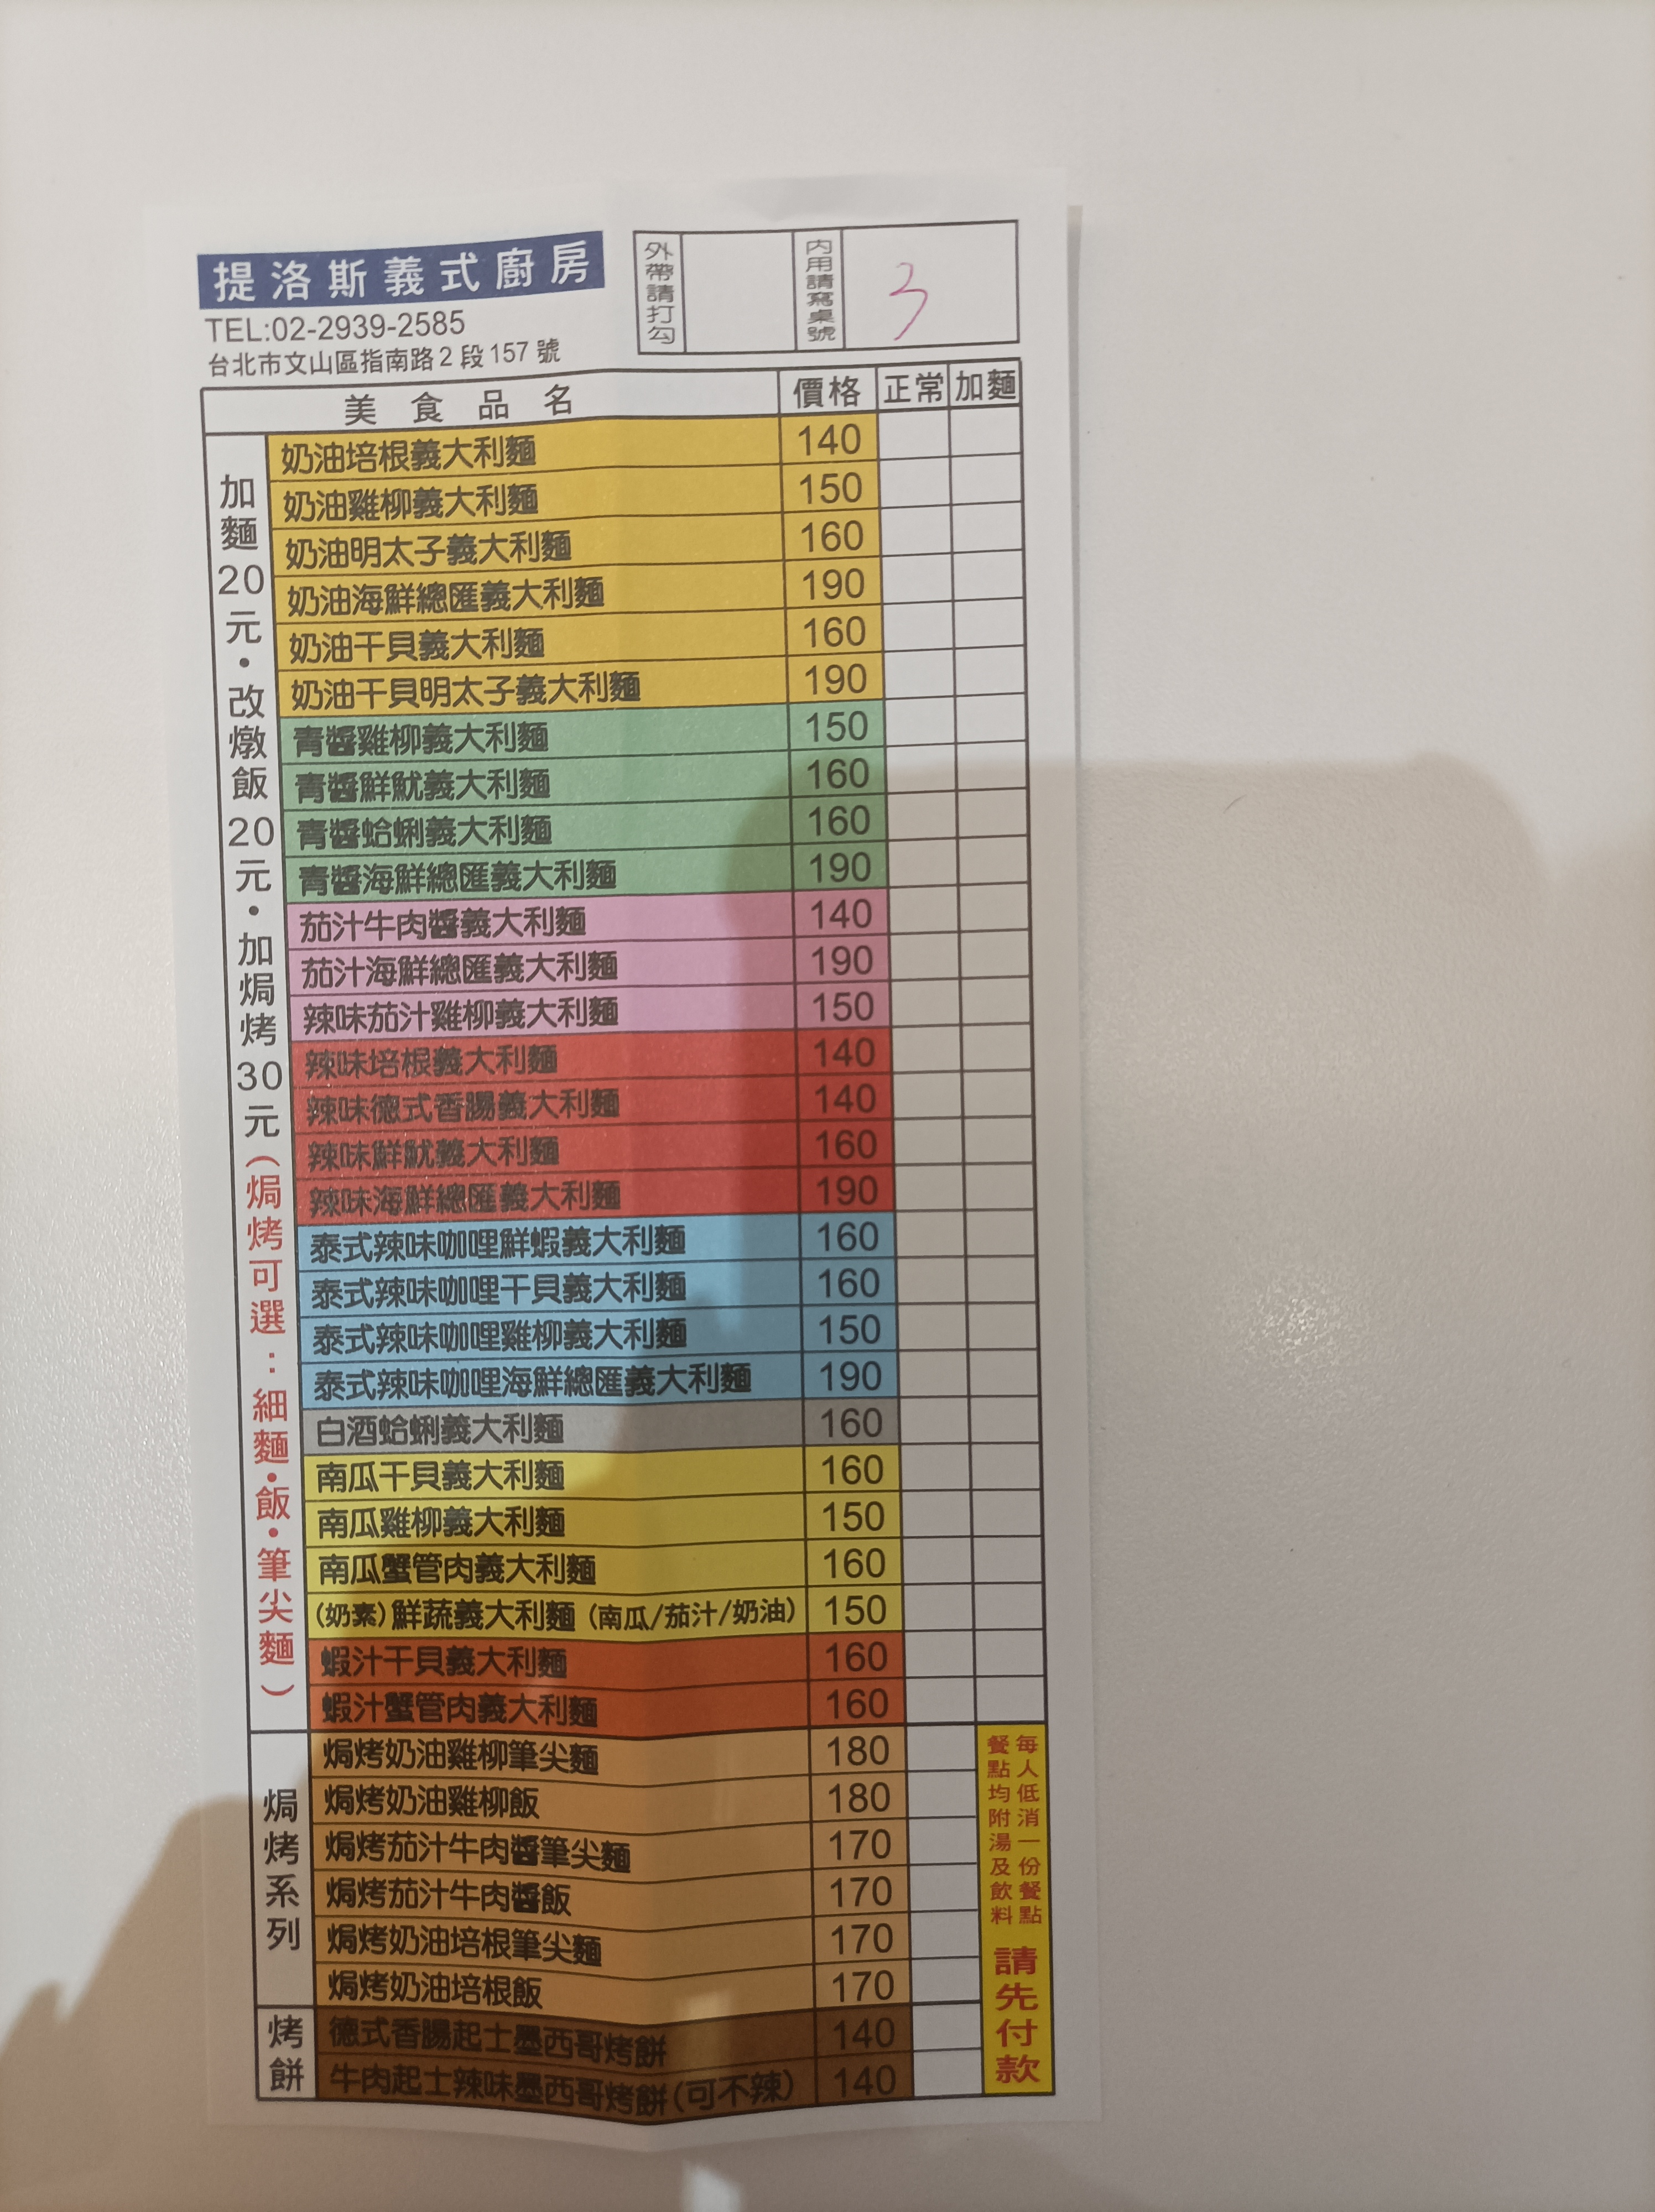 提洛斯義式廚房
TEL:02-2939-2585
台北市文山區指南路2段157號
外帶請打勾
內用請寫桌號
3
美食品名 價格 正常 加麵
加麵20元・改燉飯20元・加焗烤30元(焗烤可選:細麵・飯・筆尖麵)
奶油培根義大利麵 140
奶油雞柳義大利麵 150
奶油明太子義大利麵 160
奶油海鮮總匯義大利麵 190
奶油干貝義大利麵 160
奶油干貝明太子義大利麵 190
青醬雞柳義大利麵 150
青醬鮮魷義大利麵 160
青醬蛤蜊義大利麵 160
青醬海鮮總匯義大利麵 190
茄汁牛肉醬義大利麵 140
茄汁海鮮總匯義大利麵 190
辣味茄汁雞柳義大利麵 150
辣味培根義大利麵 140
辣味德式香腸義大利麵 140
辣味鮮魷義大利麵 160
辣味海鮮總匯義大利麵 190
泰式辣味咖哩鮮蝦義大利麵 160
泰式辣味咖哩干貝義大利麵 160
泰式辣味咖哩雞柳義大利麵 150
泰式辣味咖哩海鮮總匯義大利麵 190
白酒蛤蜊義大利麵 160
南瓜干貝義大利麵 160
南瓜雞柳義大利麵 150
南瓜蟹管肉義大利麵 160
(奶素)鮮蔬義大利麵(南瓜/茄汁/奶油) 150
蝦汁干貝義大利麵 160
蝦汁蟹管肉義大利麵 160
焗烤系列
焗烤奶油雞柳筆尖麵 180
焗烤奶油雞柳飯 180
焗烤茄汁牛肉醬筆尖麵 170
焗烤茄汁牛肉醬飯 170
焗烤奶油培根筆尖麵 170
焗烤奶油培根飯 170
烤餅
德式香腸起士墨西哥烤餅 140
牛肉起士辣味墨西哥烤餅(可不辣) 140
每人低消一份餐點
餐點均附湯及飲料
請先付款